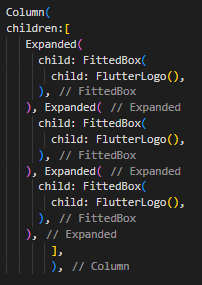 Column(
children:[
Expanded(
child: FittedBox(
child: FlutterLogo(),
), // FittedBox
), Expanded( // Expanded
child: FittedBox(
child: FlutterLogo(),
), // FittedBox
), Expanded( // Expanded
child: FittedBox(
child: FlutterLogo(),
), // FittedBox
), // Expanded
],
), // Column